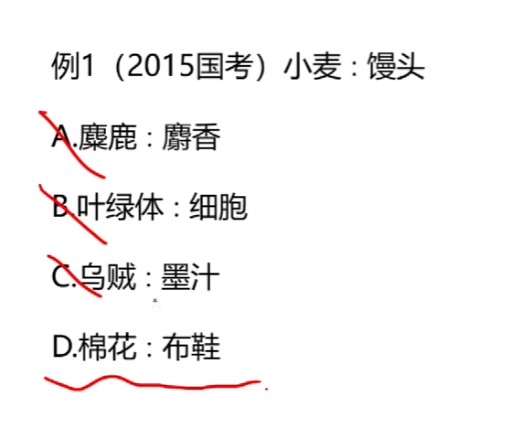 例1（2015国考）小麦 : 馒头
A.麋鹿 : 麝香
B.叶绿体 : 细胞
C.乌贼 : 墨汁
D.棉花 : 布鞋